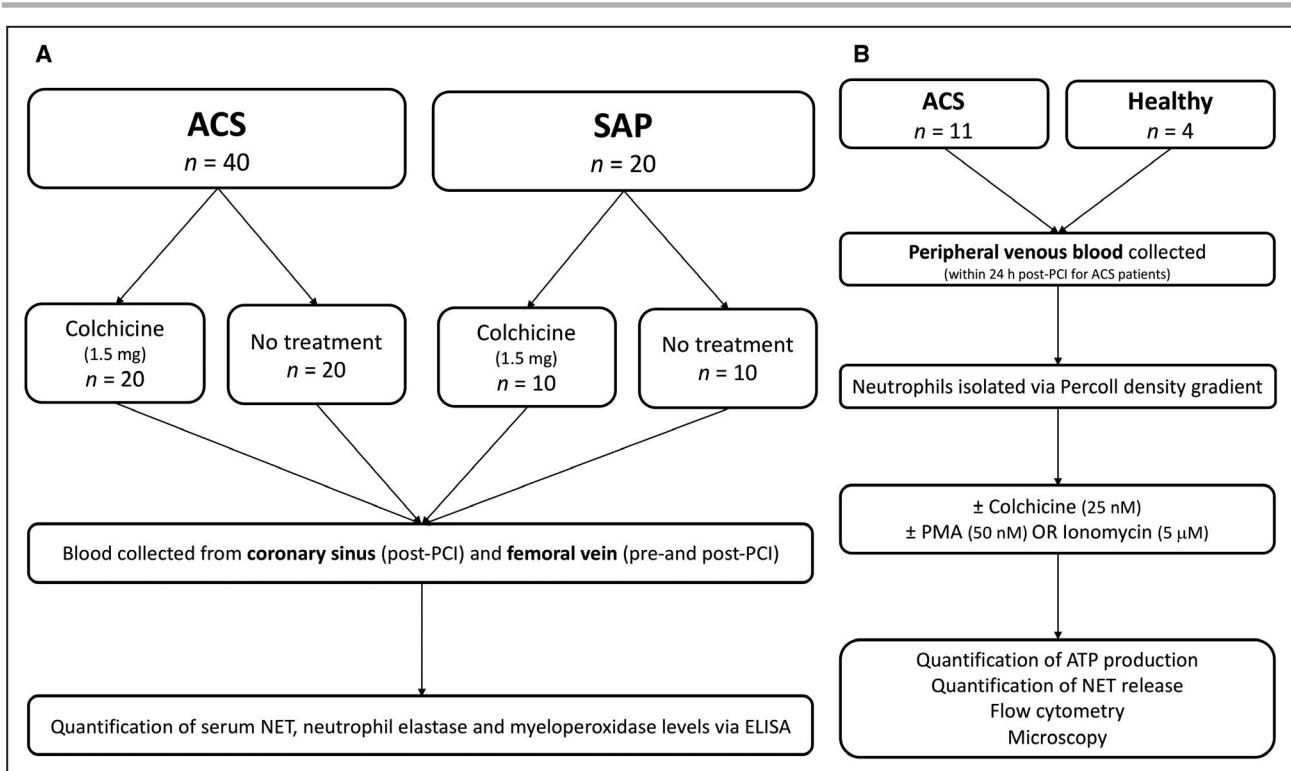 A
ACS
n = 40
SAP
n = 20
Colchicine
(1.5 mg)
n = 20
No treatment
n = 20
Colchicine
(1.5 mg)
n = 10
No treatment
n = 10
Blood collected from coronary sinus (post-PCI) and femoral vein (pre-and post-PCI)
Quantification of serum NET, neutrophil elastase and myeloperoxidase levels via ELISA
B
ACS
n = 11
Healthy
n = 4
Peripheral venous blood collected
(within 24 h post-PCI for ACS patients)
Neutrophils isolated via Percoll density gradient
± Colchicine (25 nM)
± PMA (50 nM) OR Ionomycin (5 µM)
Quantification of ATP production
Quantification of NET release
Flow cytometry
Microscopy